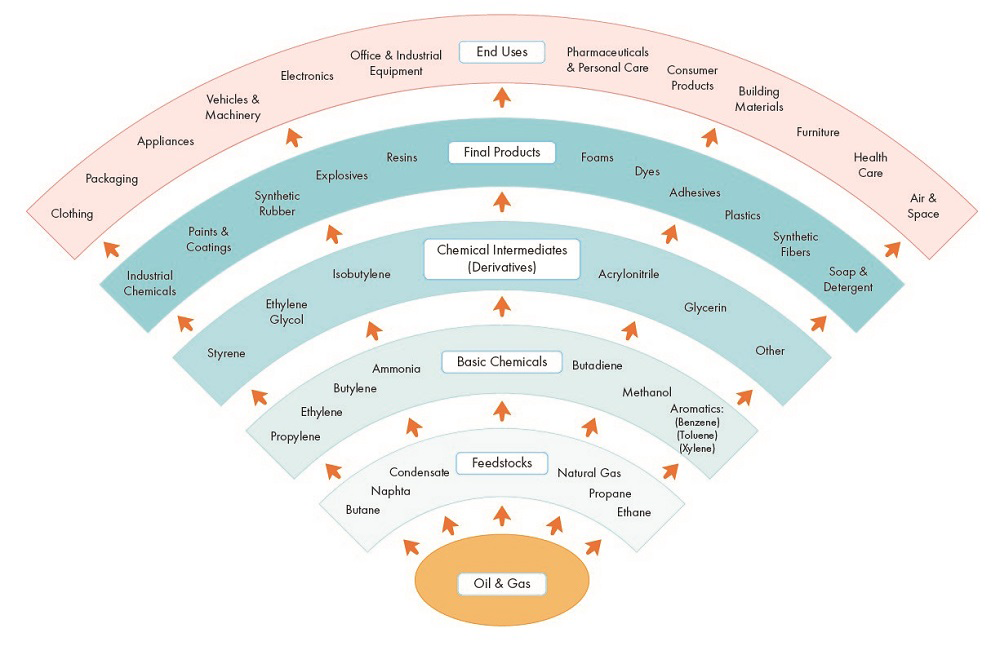 End Uses
Clothing
Packaging
Appliances
Vehicles &
Machinery
Electronics
Office & Industrial
Equipment
Pharmaceuticals
& Personal Care
Consumer
Products
Building
Materials
Furniture
Health
Care
Air &
Space
Final Products
Industrial
Chemicals
Paints &
Coatings
Synthetic
Rubber
Explosives
Resins
Foams
Dyes
Adhesives
Plastics
Synthetic
Fibers
Soap &
Detergent
Chemical Intermediates
(Derivatives)
Styrene
Ethylene
Glycol
Isobutylene
Acrylonitrile
Glycerin
Other
Basic Chemicals
Propylene
Ethylene
Butylene
Ammonia
Butadiene
Methanol
Aromatics:
(Benzene)
(Toluene)
(Xylene)
Feedstocks
Butane
Naphta
Condensate
Natural Gas
Propane
Ethane
Oil & Gas